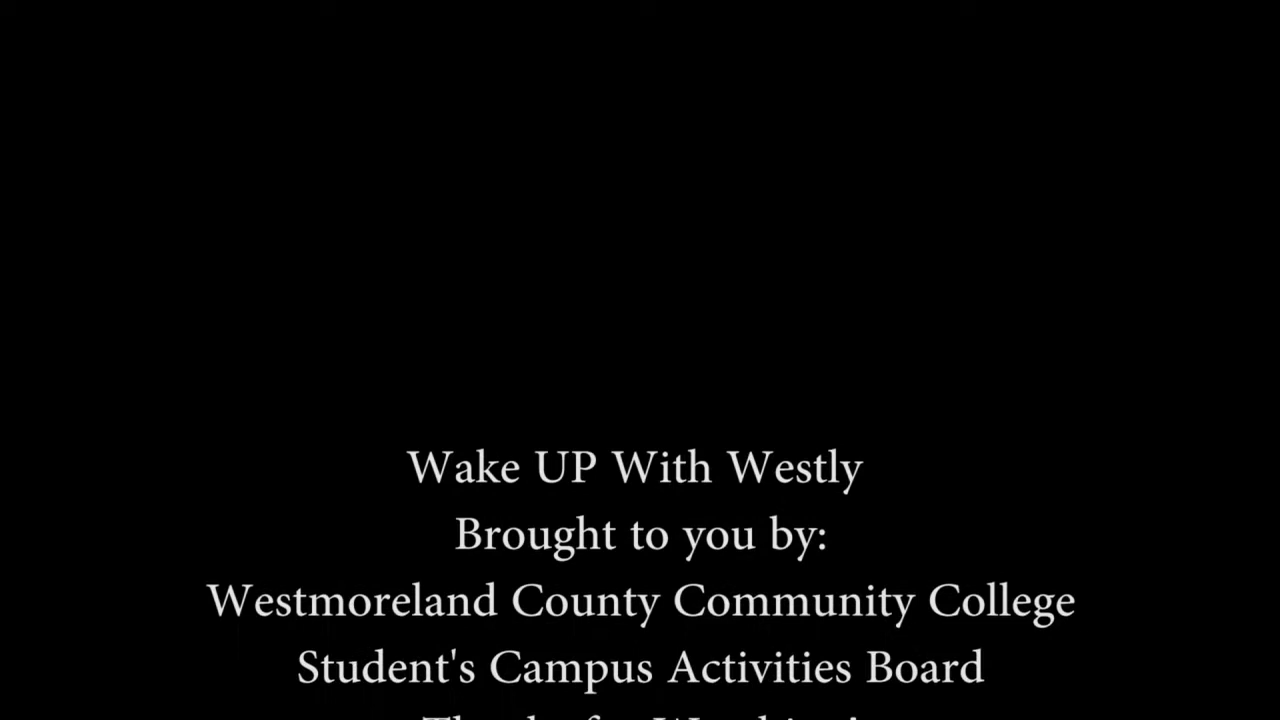 Wake UP With Westly
Brought to you by:
Westmoreland County Community College
Student's Campus Activities Board